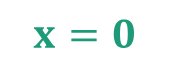 x = 0